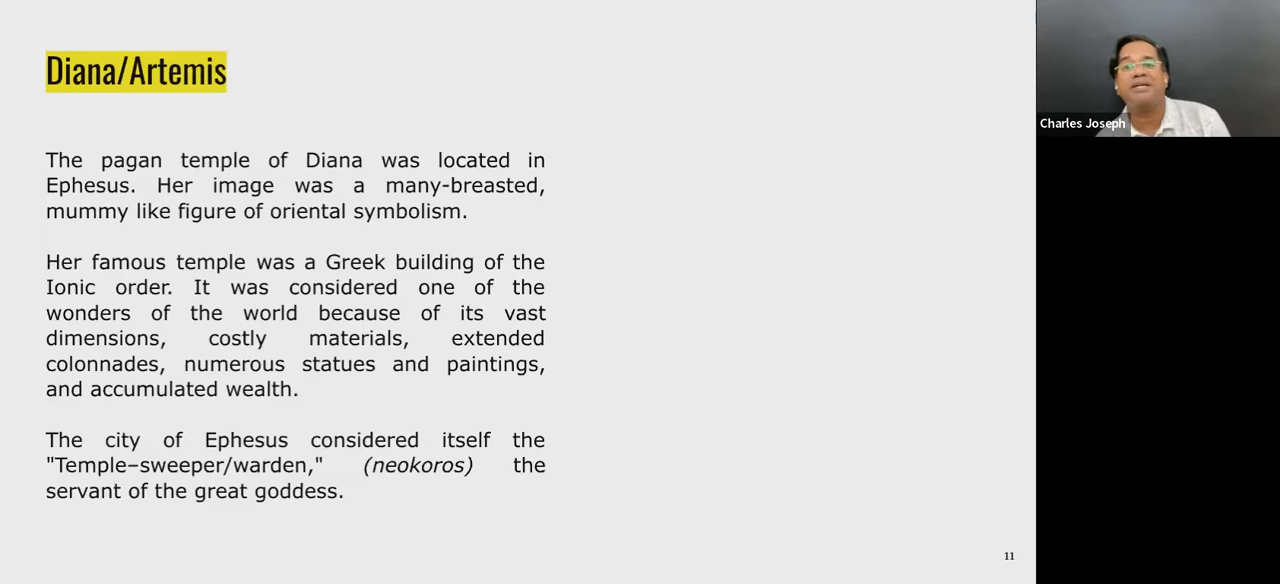 Diana/Artemis
The pagan temple of Diana was located in
Ephesus. Her image was a many-breasted,
mummy like figure of oriental symbolism.
Her famous temple was a Greek building of the
Ionic order. It was considered one of the
wonders of the world because of its vast
dimensions, costly materials, extended
colonnades, numerous statues and paintings,
and accumulated wealth.
The city of Ephesus considered itself the
"Temple–sweeper/warden," (neokoros) the
servant of the great goddess.
11
Charles Joseph